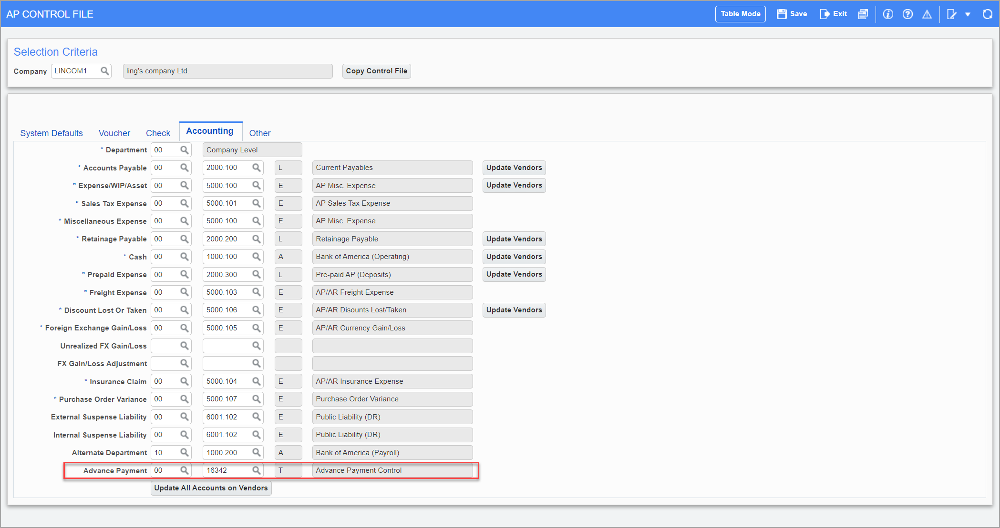 AP CONTROL FILE Table Mode Save Exit
Selection Criteria
Company LINCOM1 ling's company Ltd. Copy Control File
System Defaults Voucher Check Accounting Other
* Department 00 Company Level
* Accounts Payable 00 2000.100 L Current Payables Update Vendors
* Expense/WIP/Asset 00 5000.100 E AP Misc. Expense Update Vendors
* Sales Tax Expense 00 5000.101 E AP Sales Tax Expense
* Miscellaneous Expense 00 5000.100 E AP Misc. Expense
* Retainage Payable 00 2000.200 L Retainage Payable Update Vendors
* Cash 00 1000.100 A Bank of America (Operating) Update Vendors
* Prepaid Expense 00 2000.300 L Pre-paid AP (Deposits) Update Vendors
* Freight Expense 00 5000.103 E AP/AR Freight Expense
* Discount Lost Or Taken 00 5000.106 E AP/AR Disounts Lost/Taken Update Vendors
* Foreign Exchange Gain/Loss 00 5000.105 E AP/AR Currency Gain/Loss
Unrealized FX Gain/Loss
FX Gain/Loss Adjustment
* Insurance Claim 00 5000.104 E AP/AR Insurance Expense
* Purchase Order Variance 00 5000.107 E Purchase Order Variance
External Suspense Liability 00 6001.102 E Public Liability (DR)
Internal Suspense Liability 00 6001.102 E Public Liability (DR)
Alternate Department 10 1000.200 A Bank of America (Payroll)
Advance Payment 00 16342 T Advance Payment Control
Update All Accounts on Vendors